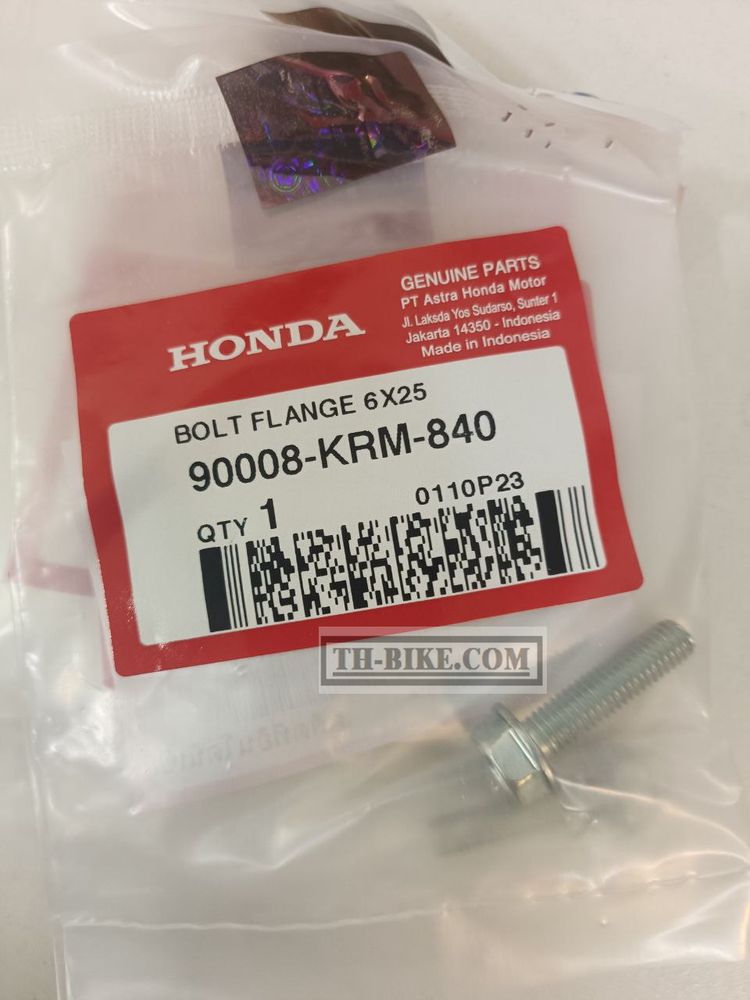 HONDA
GENUINE PARTS
PT Astra Honda Motor
Jl. Laksda Yos Sudarso, Sunter 1
Jakarta 14350 - Indonesia
Made in Indonesia
BOLT FLANGE 6X25
90008-KRM-840
QTY 1
0110P23
TH-BIKE.COM